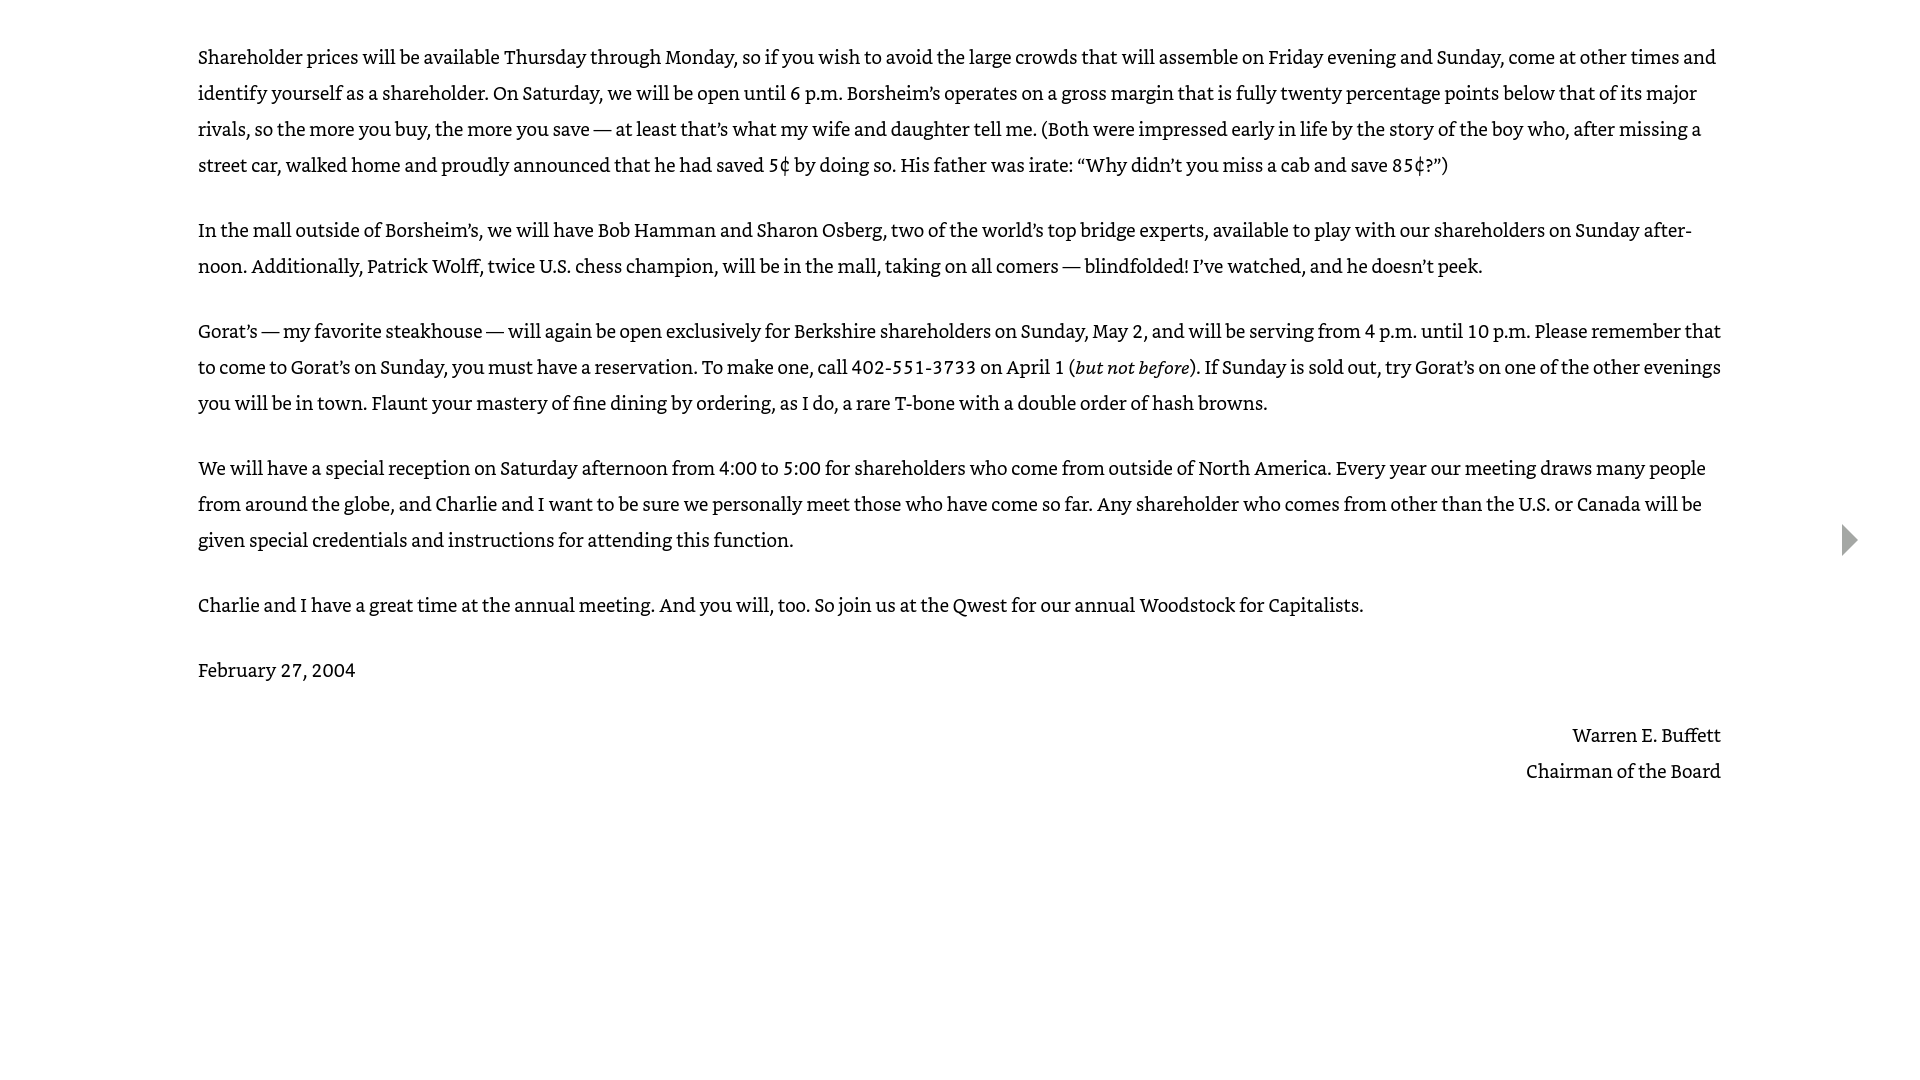 Shareholder prices will be available Thursday through Monday, so if you wish to avoid the large crowds that will assemble on Friday evening and Sunday, come at other times and
identify yourself as a shareholder. On Saturday, we will be open until 6 p.m. Borsheim’s operates on a gross margin that is fully twenty percentage points below that of its major
rivals, so the more you buy, the more you save — at least that’s what my wife and daughter tell me. (Both were impressed early in life by the story of the boy who, after missing a
street car, walked home and proudly announced that he had saved 5¢ by doing so. His father was irate: “Why didn’t you miss a cab and save 85¢?”)
In the mall outside of Borsheim’s, we will have Bob Hamman and Sharon Osberg, two of the world’s top bridge experts, available to play with our shareholders on Sunday after-
noon. Additionally, Patrick Wolff, twice U.S. chess champion, will be in the mall, taking on all comers — blindfolded! I’ve watched, and he doesn’t peek.
Gorat’s — my favorite steakhouse — will again be open exclusively for Berkshire shareholders on Sunday, May 2, and will be serving from 4 p.m. until 10 p.m. Please remember that
to come to Gorat’s on Sunday, you must have a reservation. To make one, call 402-551-3733 on April 1 (but not before). If Sunday is sold out, try Gorat’s on one of the other evenings
you will be in town. Flaunt your mastery of fine dining by ordering, as I do, a rare T-bone with a double order of hash browns.
We will have a special reception on Saturday afternoon from 4:00 to 5:00 for shareholders who come from outside of North America. Every year our meeting draws many people
from around the globe, and Charlie and I want to be sure we personally meet those who have come so far. Any shareholder who comes from other than the U.S. or Canada will be
given special credentials and instructions for attending this function.
Charlie and I have a great time at the annual meeting. And you will, too. So join us at the Qwest for our annual Woodstock for Capitalists.
February 27, 2004
Warren E. Buffett
Chairman of the Board